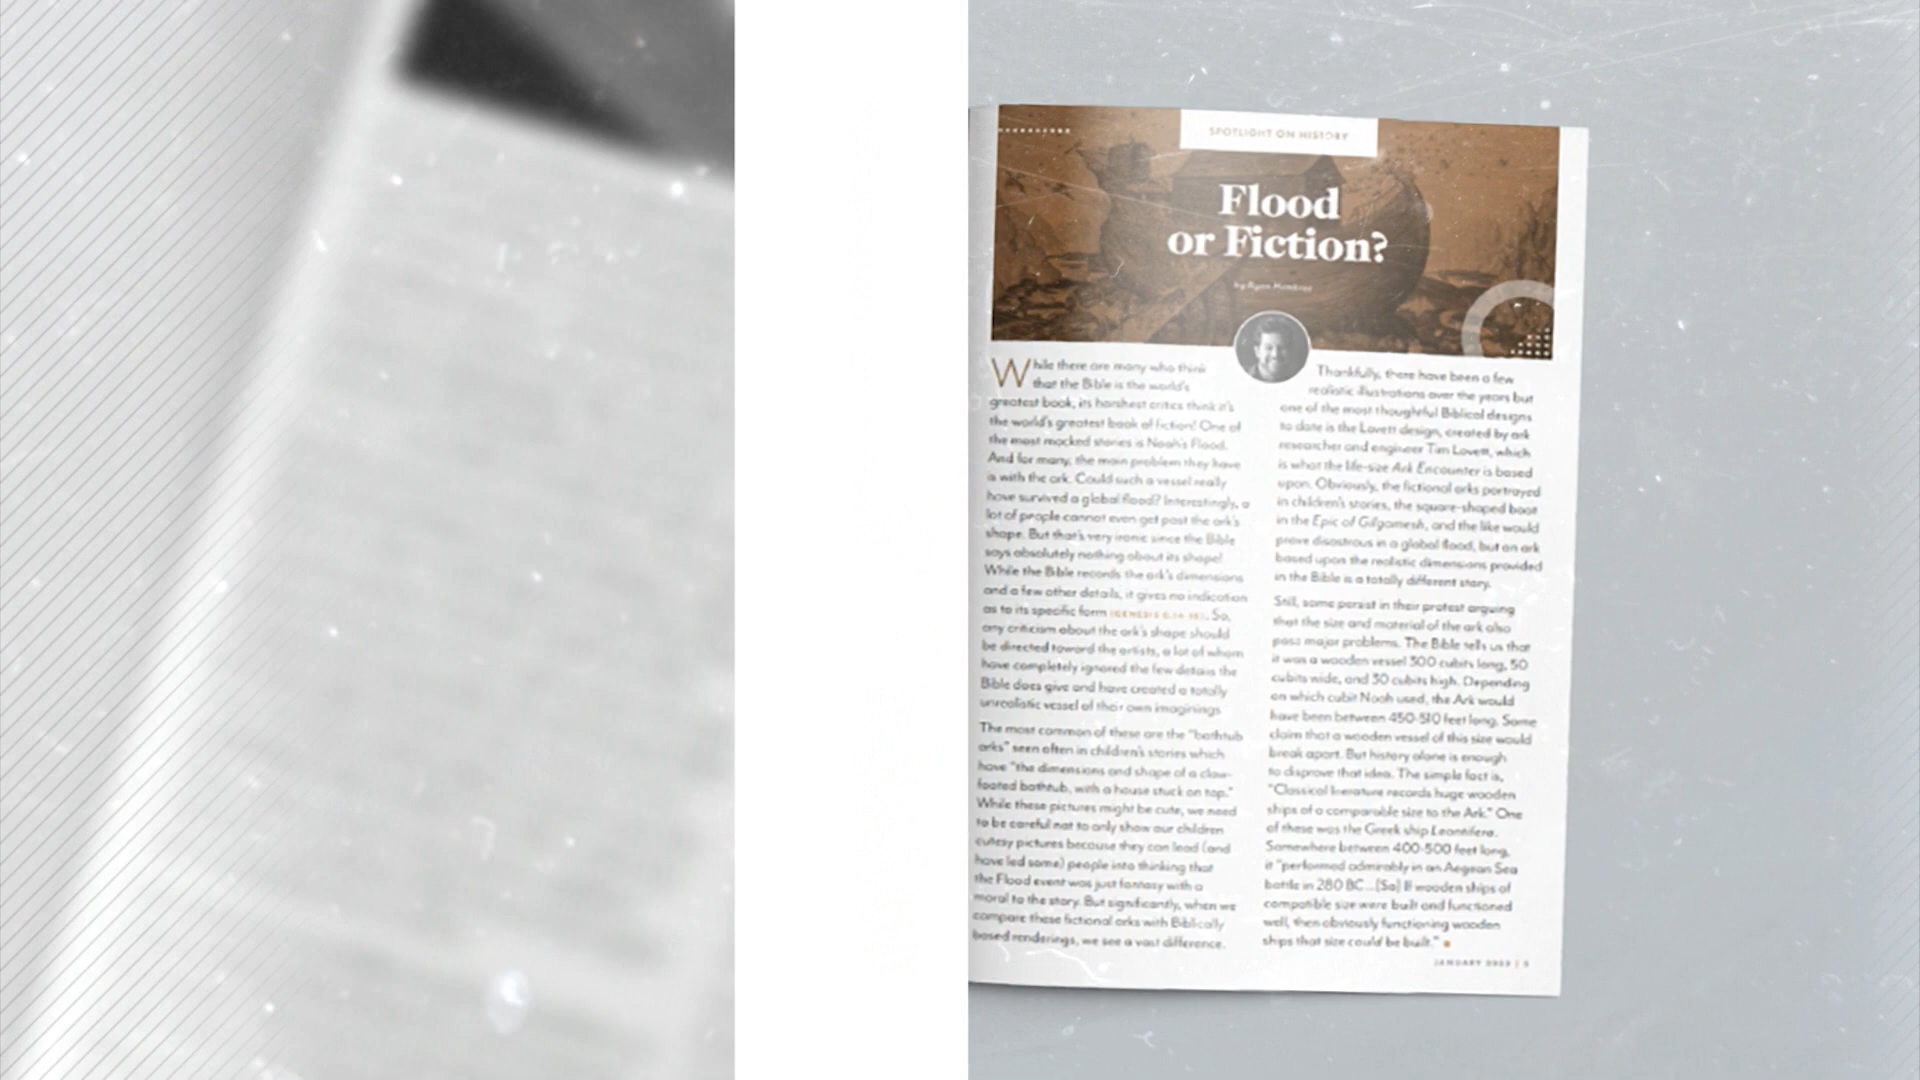 SPOTLIGHT ON HISTORY
Flood
or Fiction?
by Ryan
While there are many who think
that the Bible is the world's
greatest book, its harshest critics think it's
the world's greatest book of fiction! One of
the most mocked stories is Noah's Flood.
And for many, the main problem they have
is with the ark. Could such a vessel really
have survived a global flood? Interestingly, a
lot of people cannot even get past the ark's
shape. But that's very ironic since the Bible
says absolutely nothing about its shape!
While the Bible records the ark's dimensions
and a few other details, it gives no indication
as to its specific form . So,
any criticism about the ark's shape should
be directed toward the artists, a lot of whom
have completely ignored the few details the
Bible does give and have created a totally
unrealistic vessel of their own imaginings
The most common of these are the "bathtub
arks" seen often in children's stories which
have "the dimensions and shape of a claw-
footed bathtub, with a house stuck on top."
While these pictures might be cute, we need
to be careful not to only show our children
cutesy pictures because they can lead (and
have led some) people into thinking that
the Flood event was just fantasy with a
moral to the story. But significantly, when we
compare these fictional arks with Biblically
based renderings, we see a vast difference.
Thankfully, there have been a few
realistic illustrations over the years but
one of the most thoughtful Biblical designs
to date is the Lovett design, created by ark
researcher and engineer Tim Lovett, which
is what the life-size Ark Encounter is based
upon. Obviously, the fictional arks portrayed
in children's stories, the square-shaped boat
in the Epic of Gilgamesh, and the like would
prove disastrous in a global flood, but an ark
based upon the realistic dimensions provided
in the Bible is a totally different story.
Still, some persist in their protest arguing
that the size and material of the ark also
pose major problems. The Bible tells us that
it was a wooden vessel 300 cubits long, 50
cubits wide, and 30 cubits high. Depending
on which cubit Noah used, the Ark would
have been between 450-510 feet long. Some
claim that a wooden vessel of this size would
break apart. But history alone is enough
to disprove that idea. The simple fact is,
"Classical literature records huge wooden
ships of a comparable size to the Ark." One
of these was the Greek ship Leontifera.
Somewhere between 400-500 feet long,
it "performed admirably in an Aegean Sea
battle in 280 BC...[So] If wooden ships of
compatible size were built and functioned
well, then obviously functioning wooden
ships that size could be built."
JANUARY